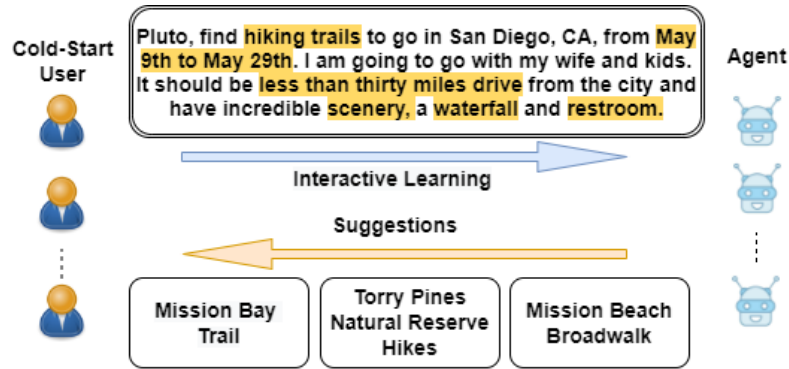 Cold-Start
User
Pluto, find hiking trails to go in San Diego, CA, from May
9th to May 29th. I am going to go with my wife and kids.
It should be less than thirty miles drive from the city and
have incredible scenery, a waterfall and restroom.
Agent
Interactive Learning
Suggestions
Mission Bay
Trail
Torry Pines
Natural Reserve
Hikes
Mission Beach
Broadwalk